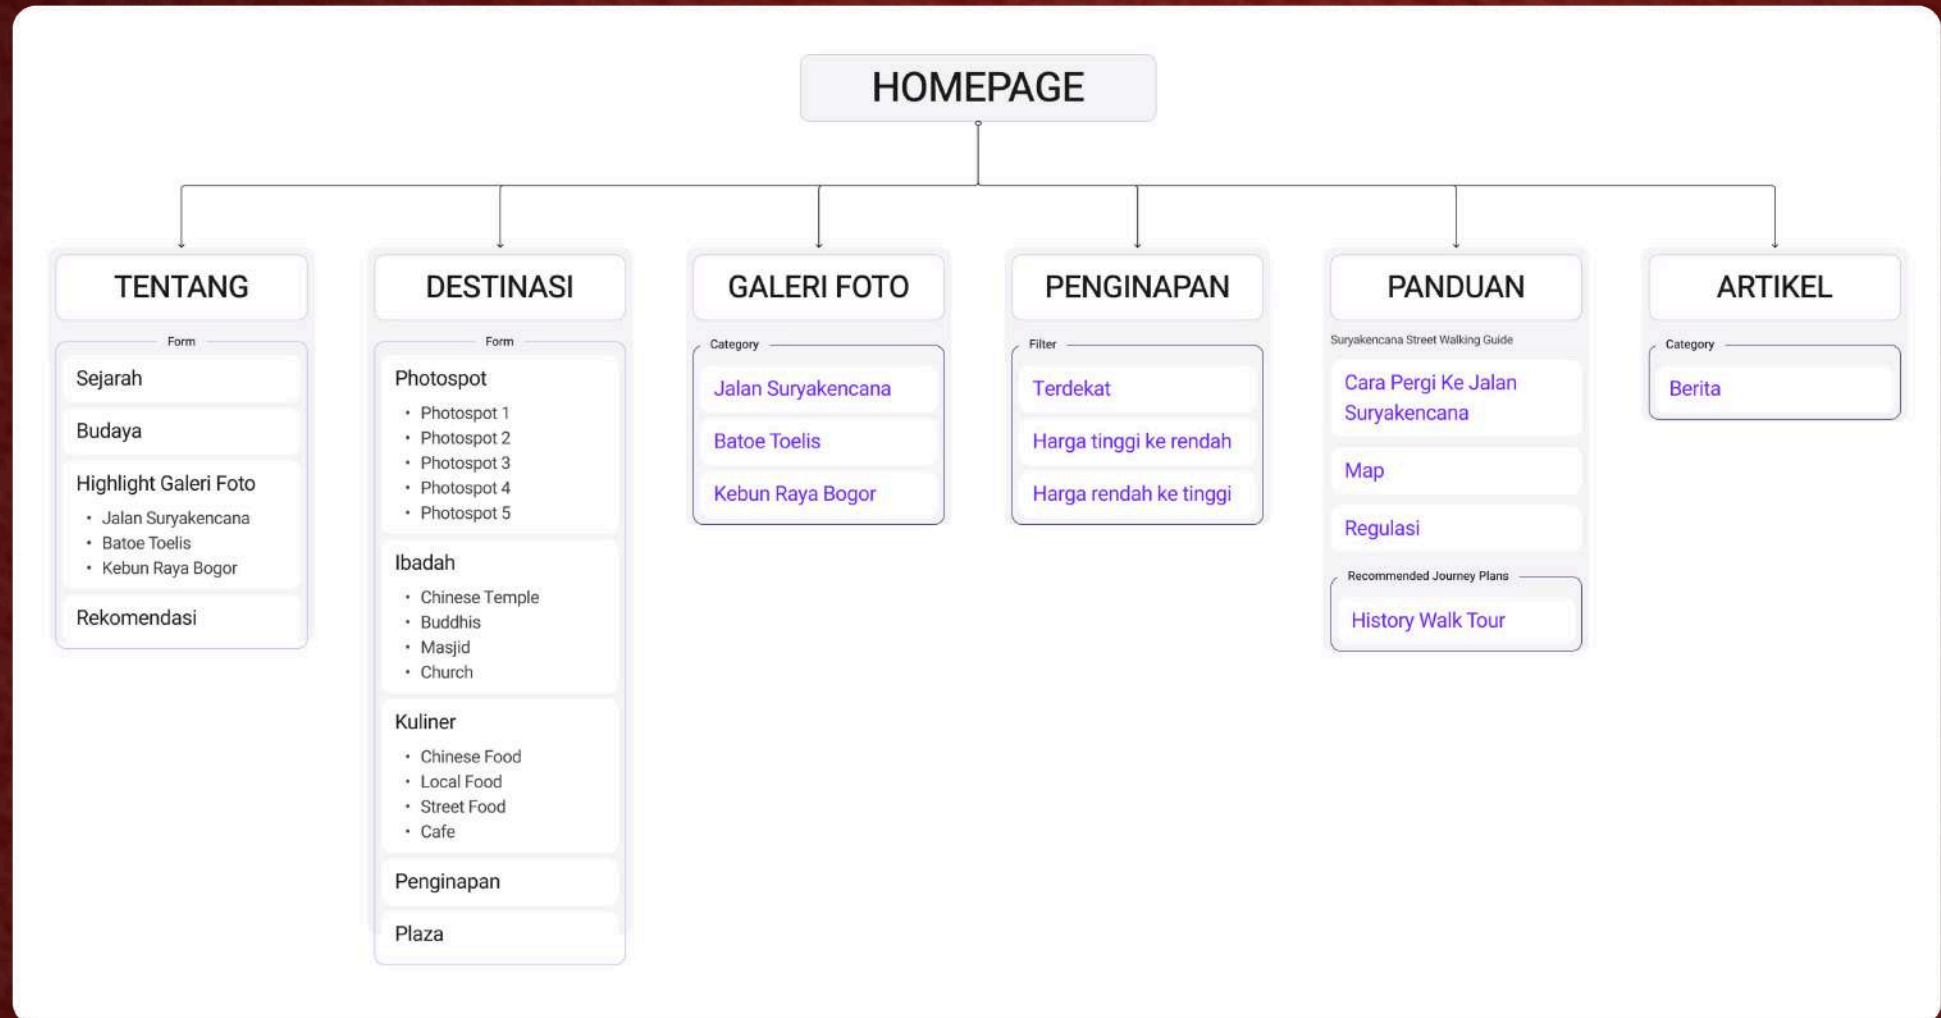 HOMEPAGE
TENTANG
Form
Sejarah
Budaya
Highlight Galeri Foto
• Jalan Suryakencana
• Batoe Toelis
• Kebun Raya Bogor
Rekomendasi
DESTINASI
Form
Photospot
• Photospot 1
• Photospot 2
• Photospot 3
• Photospot 4
• Photospot 5
Ibadah
• Chinese Temple
• Buddhis
• Masjid
• Church
Kuliner
• Chinese Food
• Local Food
• Street Food
• Cafe
Penginapan
Plaza
GALERI FOTO
Category
Jalan Suryakencana
Batoe Toelis
Kebun Raya Bogor
PENGINAPAN
Filter
Terdekat
Harga tinggi ke rendah
Harga rendah ke tinggi
PANDUAN
Suryakencana Street Walking Guide
Cara Pergi Ke Jalan
Suryakencana
Map
Regulasi
Recommended Journey Plans
History Walk Tour
ARTIKEL
Category
Berita